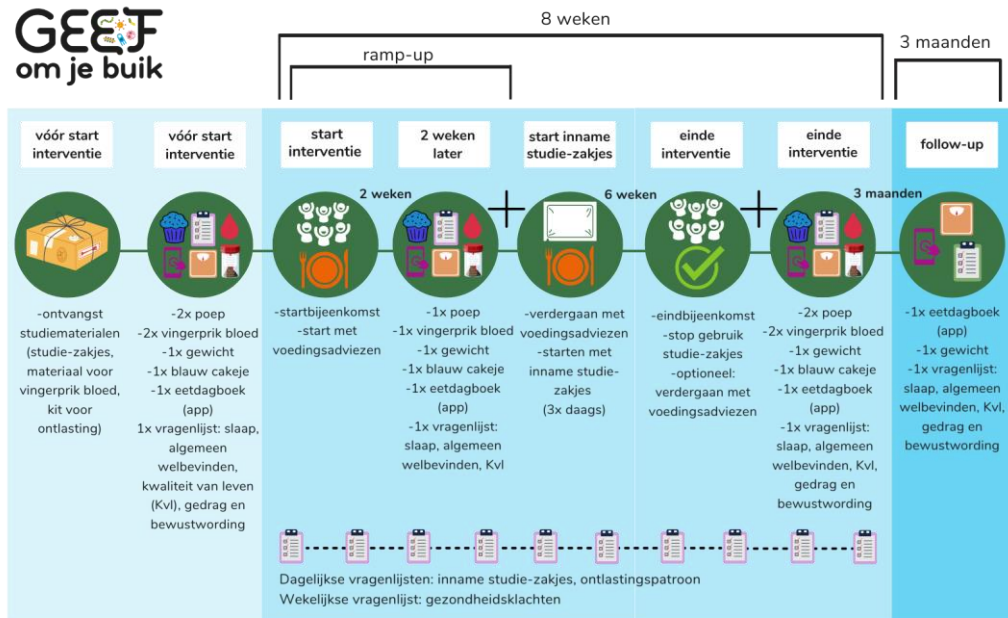 GEEF
om je buik
8 weken
3 maanden
ramp-up
vóór start
interventie
vóór start
interventie
start
interventie
2 weken
later
start inname
studie-zakjes
einde
interventie
einde
interventie
follow-up
2 weken
6 weken
3 maanden
-ontvangst
studiematerialen
(studie-zakjes,
materiaal voor
vingerprik bloed,
kit voor
ontlasting)
-2x poep
-2x vingerprik bloed
-1x gewicht
-1x blauw cakeje
-1x eetdagboek
(app)
1x vragenlijst: slaap,
algemeen
welbevinden,
kwaliteit van leven
(Kvl), gedrag en
bewustwording
-startbijeenkomst
-start met
voedingsadviezen
-1x poep
-1x vingerprik bloed
-1x gewicht
-1x blauw cakeje
-1x eetdagboek
(app)
-1x vragenlijst:
slaap, algemeen
welbevinden, Kvl
-verdergaan met
voedingsadviezen
-starten met
inname studie-
zakjes
(3x daags)
-eindbijeenkomst
-stop gebruik
studie-zakjes
-optioneel:
verdergaan met
voedingsadviezen
-2x poep
-2x vingerprik bloed
-1x gewicht
-1x blauw cakeje
-1x eetdagboek
(app)
-1x vragenlijst:
slaap, algemeen
welbevinden, Kvl,
gedrag en
bewustwording
-1x eetdagboek
(app)
-1x gewicht
-1x vragenlijst:
slaap, algemeen
welbevinden, Kvl,
gedrag en
bewustwording
Dagelijkse vragenlijsten: inname studie-zakjes, ontlastingspatroon
Wekelijkse vragenlijst: gezondheidsklachten